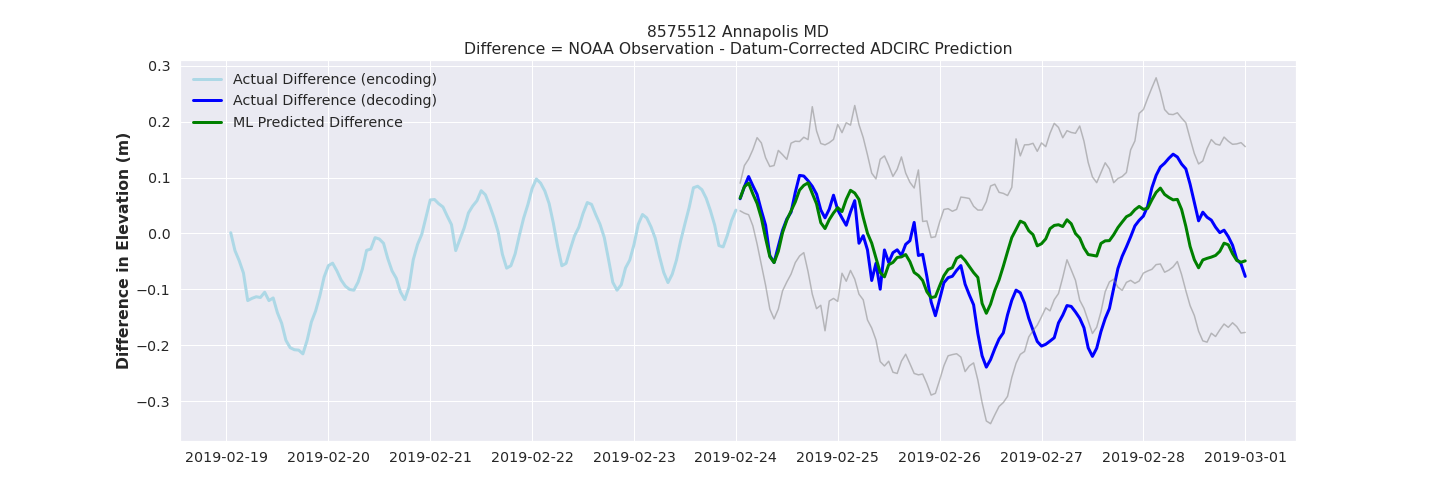 8575512 Annapolis MD
Difference = NOAA Observation - Datum-Corrected ADCIRC Prediction
Difference in Elevation (m)
0.3
0.2
0.1
0.0
−0.1
−0.2
−0.3
Actual Difference (encoding)
Actual Difference (decoding)
ML Predicted Difference
2019-02-19 2019-02-20 2019-02-21 2019-02-22 2019-02-23 2019-02-24 2019-02-25 2019-02-26 2019-02-27 2019-02-28 2019-03-01